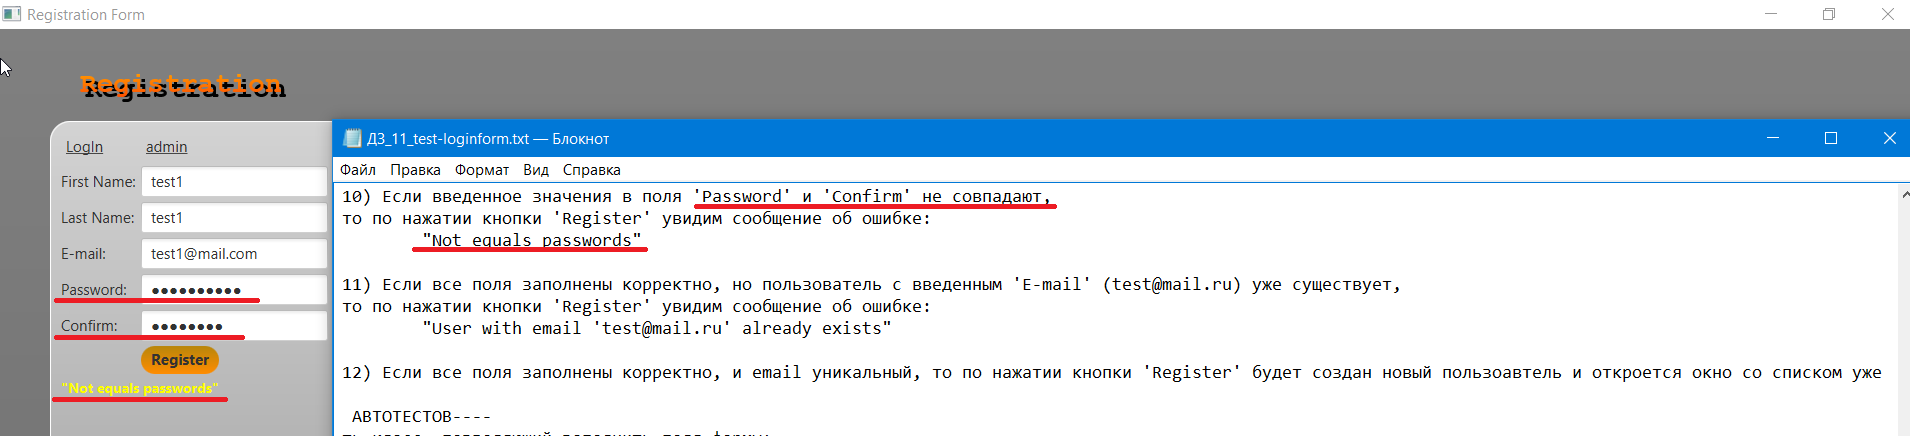 Registration Form
Registration
LogIn admin
First Name: test1
Last Name: test1
E-mail: test1@mail.com
Password: ●●●●●●●●●●
Confirm: ●●●●●●●●
Register
"Not equals passwords"
ДЗ_11_test-loginform.txt — Блокнот
Файл Правка Формат Вид Справка
10) Если введенное значения в поля 'Password' и 'Confirm' не совпадают,
то по нажатии кнопки 'Register' увидим сообщение об ошибке:
"Not equals passwords"
11) Если все поля заполнены корректно, но пользователь с введенным 'E-mail' (test@mail.ru) уже существует,
то по нажатии кнопки 'Register' увидим сообщение об ошибке:
"User with email 'test@mail.ru' already exists"
12) Если все поля заполнены корректно, и email уникальный, то по нажатии кнопки 'Register' будет создан новый пользоавтель и откроется окно со списком уже
АВТОТЕСТОВ----